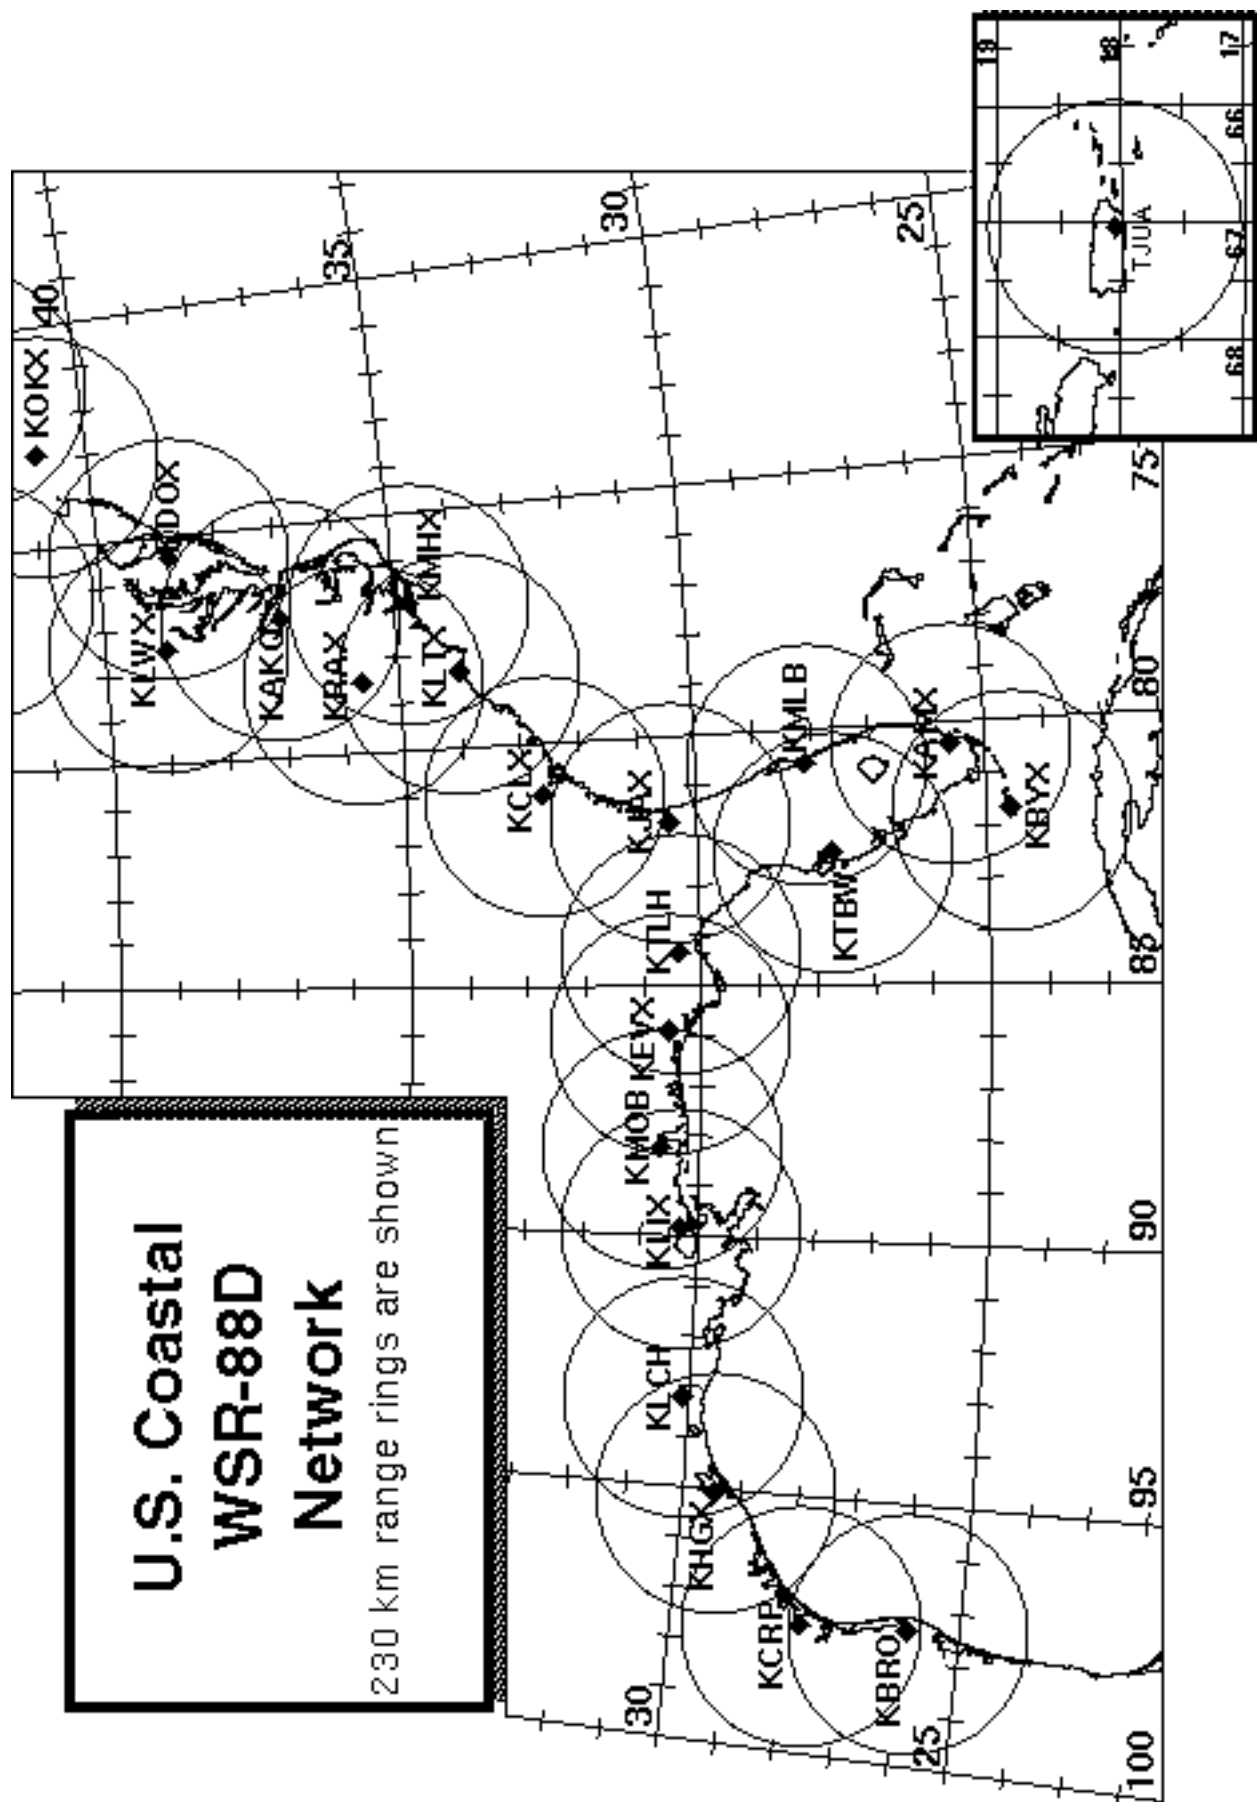 U.S. Coastal
WSR-88D
Network
230 km range rings are shown
KOKX
40
KLWX
DOX
KAKQ
KRAX
35
KMHX
KLTX
KCLX
KJAX
30
KTLH
KEVX
KMOB
KLIX
KLCH
KHGX
KCRP
KBRO
KMLB
KTBW
KAMX
KBYX
30
25
25
100
95
90
85
80
75
19
18
17
TJUA
68
67
66